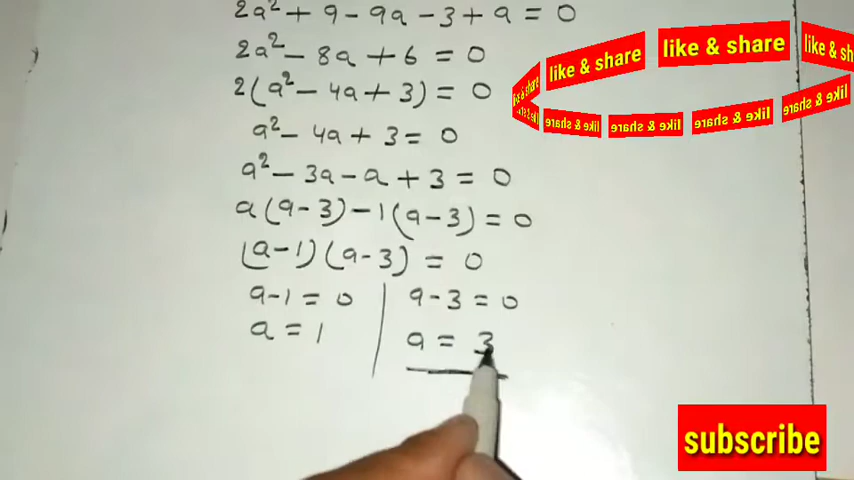 2a² + 9 - 9a - 3 + a = 0
2a² - 8a + 6 = 0
2(a² - 4a + 3) = 0
a² - 4a + 3 = 0
a² - 3a - a + 3 = 0
a(a-3) - 1(a-3) = 0
(a-1)(a-3) = 0
a-1 = 0 | a-3 = 0
a = 1 | a = 3
like & share like & share like & sh
like & share like & share like & share like & share
subscribe